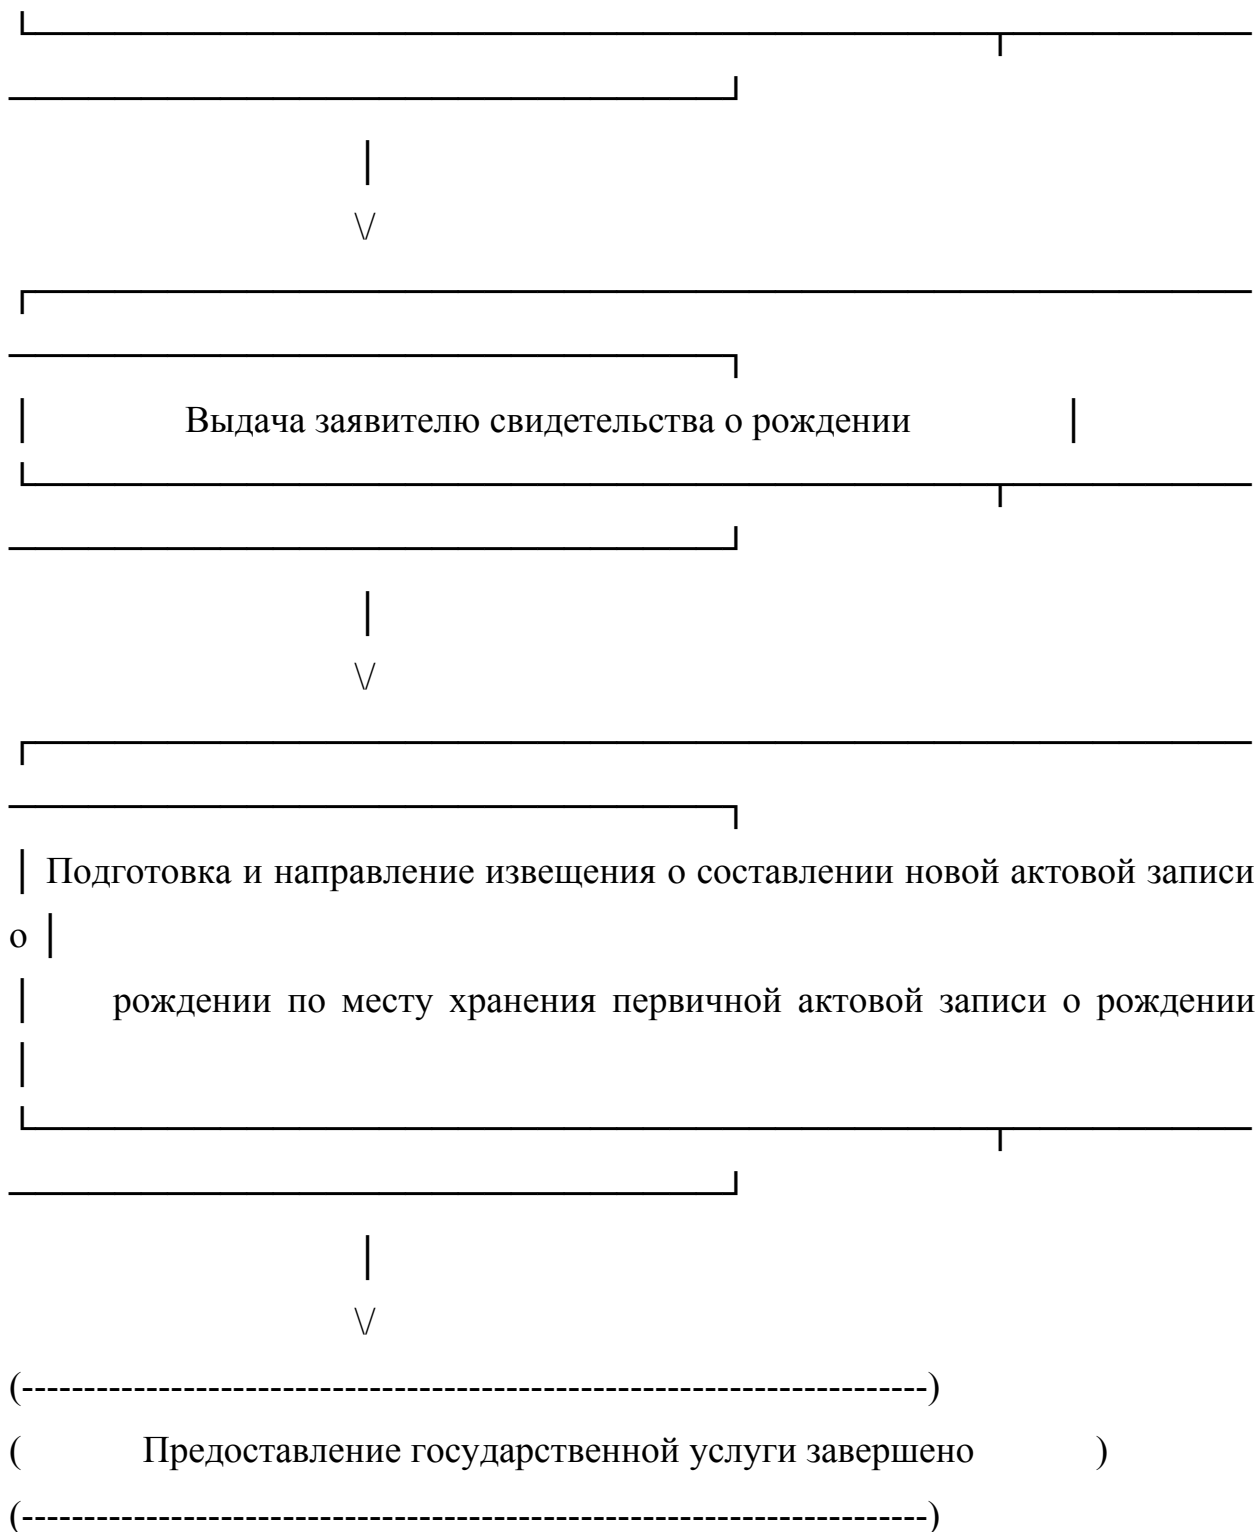 Выдача заявителю свидетельства о рождении
Подготовка и направление извещения о составлении новой актовой записи
о
рождении по месту хранения первичной актовой записи о рождении
(-------------------------------------------------------------------------)
( Предоставление государственной услуги завершено )
(-------------------------------------------------------------------------)